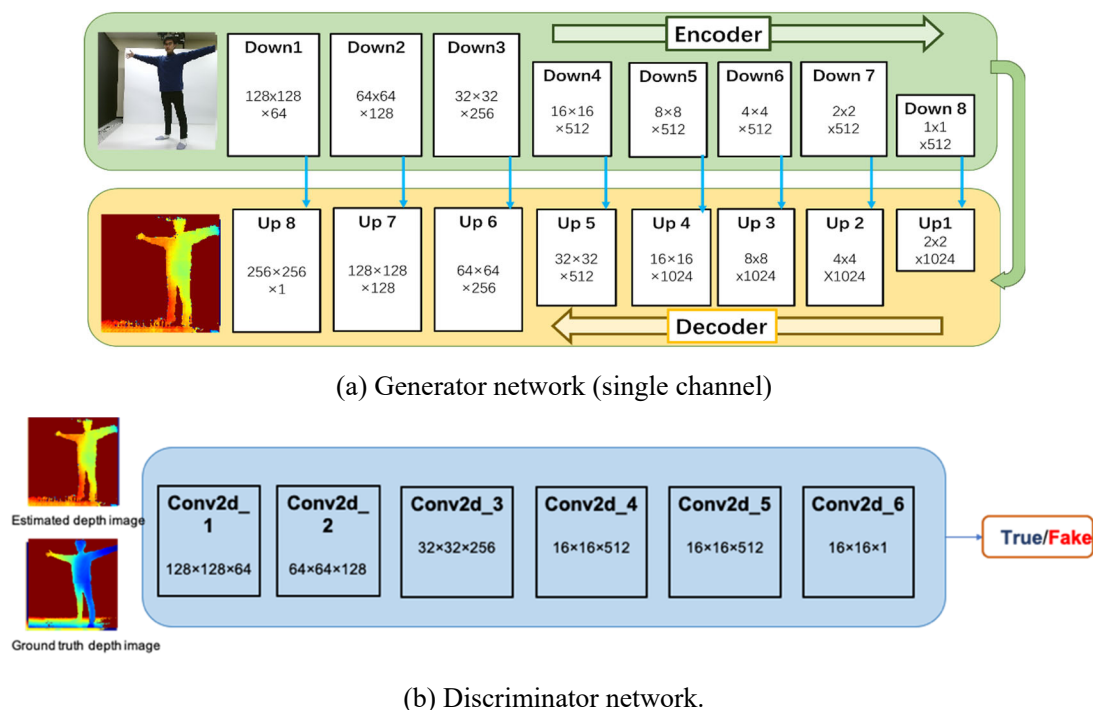 Encoder
Down1
128x128
×64
Down2
64x64
×128
Down3
32×32
×256
Down4
16×16
×512
Down5
8×8
×512
Down6
4×4
×512
Down 7
2x2
x512
Down 8
1x1
x512
Up 8
256×256
×1
Up 7
128×128
×128
Up 6
64×64
×256
Up 5
32×32
×512
Up 4
16×16
×1024
Up 3
8x8
x1024
Up 2
4x4
X1024
Up1
2x2
x1024
Decoder
(a) Generator network (single channel)
Estimated depth image
Ground truth depth image
Conv2d_
1
128×128×64
Conv2d_
2
64×64×128
Conv2d_3
32×32×256
Conv2d_4
16×16×512
Conv2d_5
16×16×512
Conv2d_6
16×16×1
True/Fake
(b) Discriminator network.